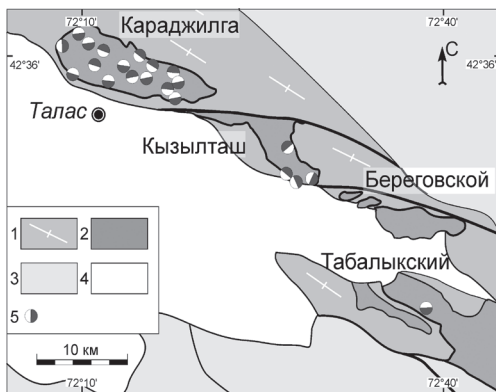 72°10' 72°40'
Караджилга
42°36' 42°36'
С
Талас
Кызылташ
Береговской
Табалыкский
1 2
3 4
5
10 км
72°10' 72°40'